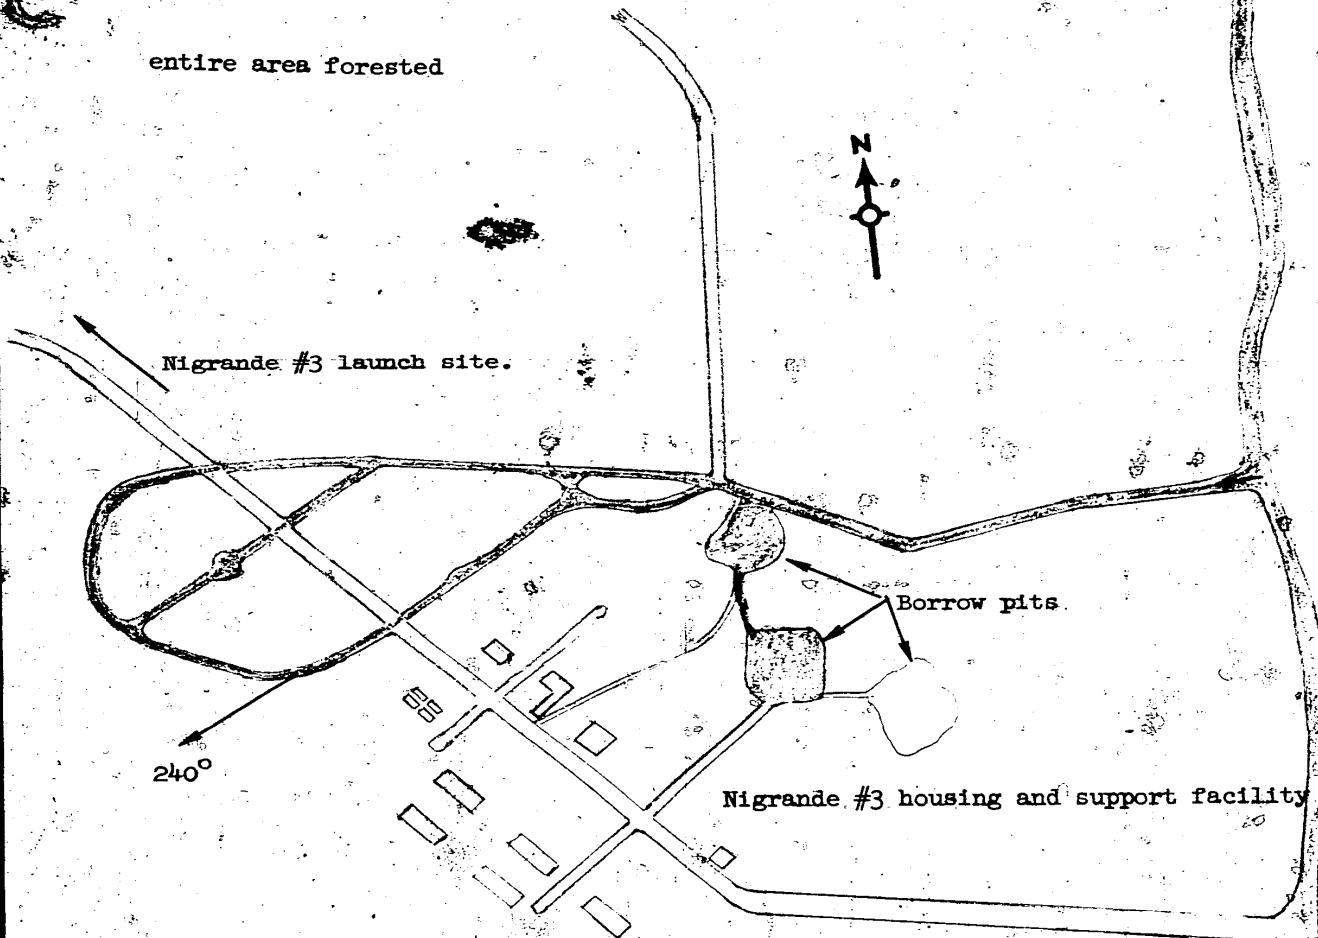 entire area forested
N
Nigrande #3 launch site.
Borrow pits
240°
Nigrande #3 housing and support facility